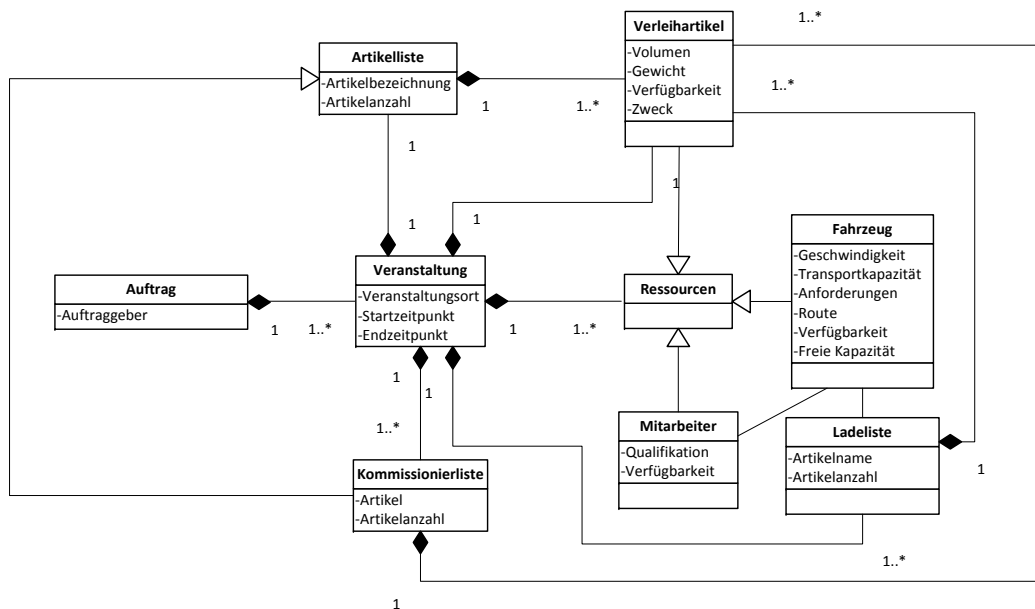 1..*
Verleihartikel
-Volumen
-Gewicht
-Verfügbarkeit
-Zweck
Artikelliste
-Artikelbezeichnung
-Artikelanzahl
1
1..*
1..*
1
1
1
1
Fahrzeug
-Geschwindigkeit
-Transportkapazität
-Anforderungen
-Route
-Verfügbarkeit
-Freie Kapazität
Auftrag
-Auftraggeber
1
1..*
Veranstaltung
-Veranstaltungsort
-Startzeitpunkt
-Endzeitpunkt
1
1..*
Ressourcen
1
1
1..*
Mitarbeiter
-Qualifikation
-Verfügbarkeit
Ladeliste
-Artikelname
-Artikelanzahl
1
Kommissionierliste
-Artikel
-Artikelanzahl
1..*
1